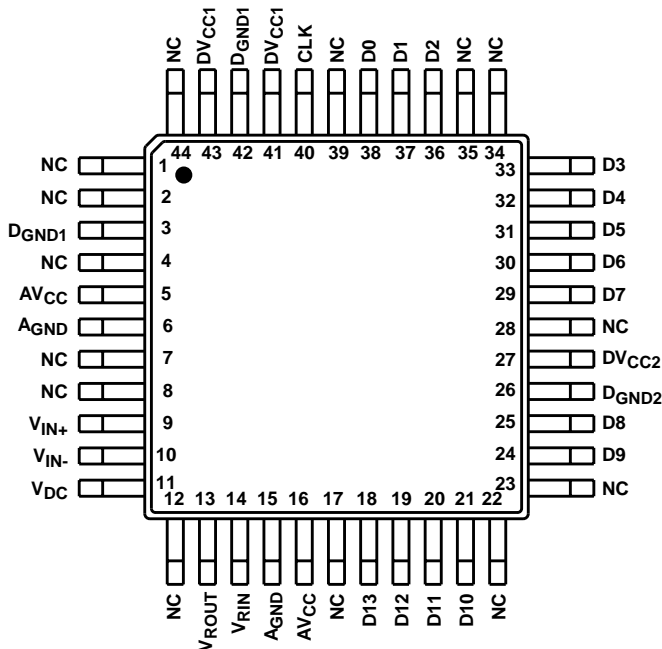 NC DVCC1 DGND1 DVCC1 CLK NC D0 D1 D2 NC NC
44 43 42 41 40 39 38 37 36 35 34
NC 1 33 D3
NC 2 32 D4
DGND1 3 31 D5
NC 4 30 D6
AVCC 5 29 D7
AGND 6 28 NC
NC 7 27 DVCC2
NC 8 26 DGND2
VIN+ 9 25 D8
VIN- 10 24 D9
VDC 11 23 NC
12 13 14 15 16 17 18 19 20 21 22
NC VROUT VRIN AGND AVCC NC D13 D12 D11 D10 NC